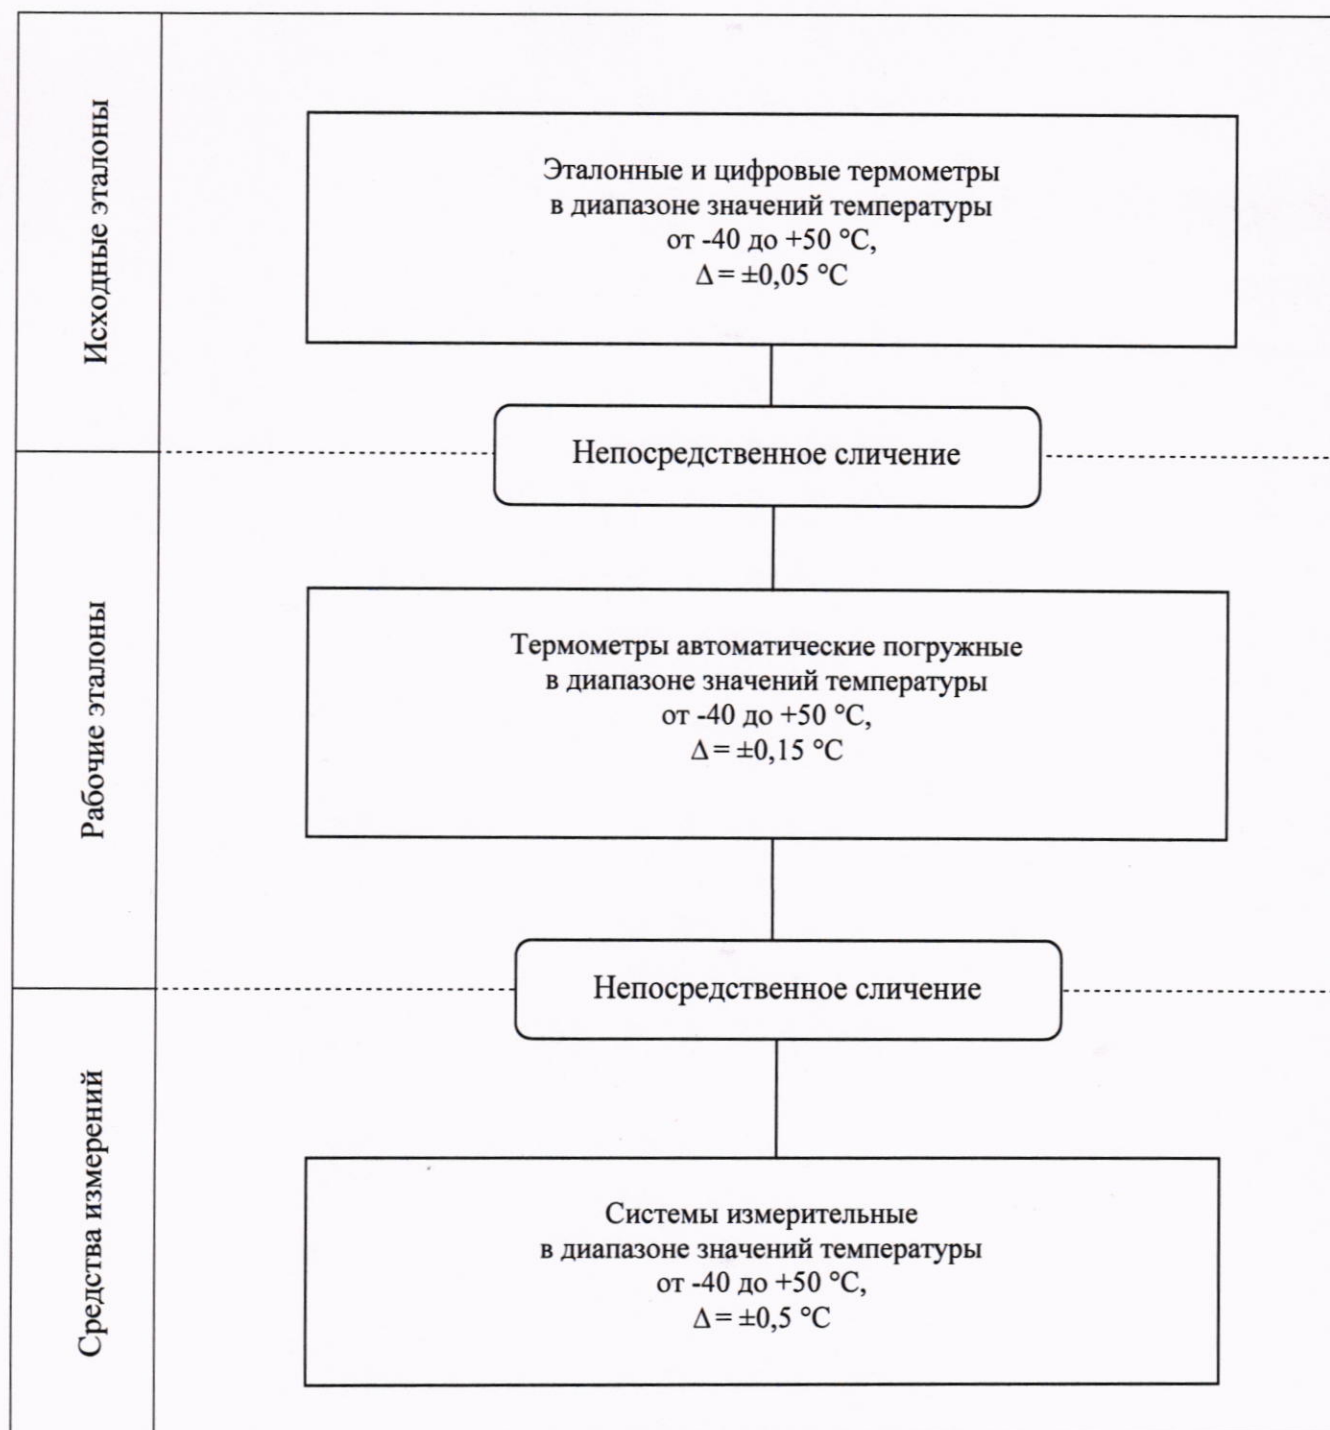 Исходные эталоны
Эталонные и цифровые термометры
в диапазоне значений температуры
от -40 до +50 °C,
Δ = ±0,05 °C
Непосредственное сличение
Рабочие эталоны
Термометры автоматические погружные
в диапазоне значений температуры
от -40 до +50 °C,
Δ = ±0,15 °C
Непосредственное сличение
Средства измерений
Системы измерительные
в диапазоне значений температуры
от -40 до +50 °C,
Δ = ±0,5 °C